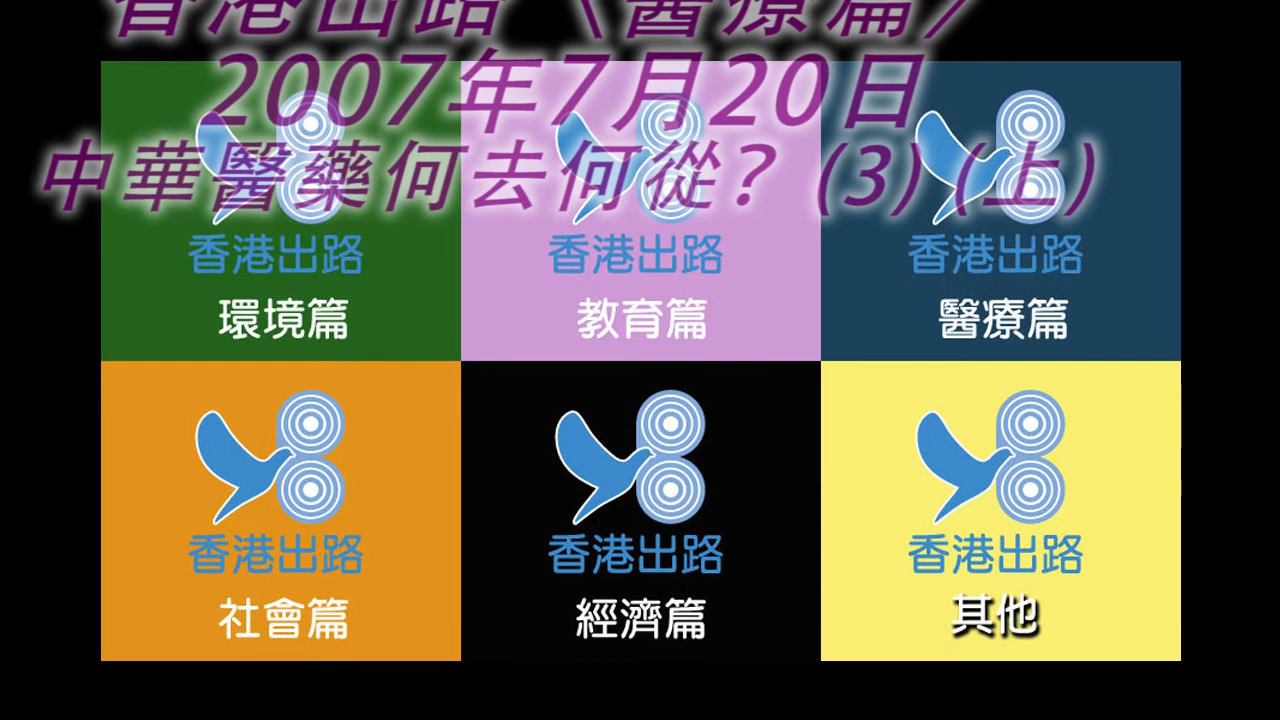 香港出路〈醫療篇〉
2007年7月20日
中華醫藥何去何從？(3)(上)
香港出路
環境篇
香港出路
教育篇
香港出路
醫療篇
香港出路
社會篇
香港出路
經濟篇
香港出路
其他